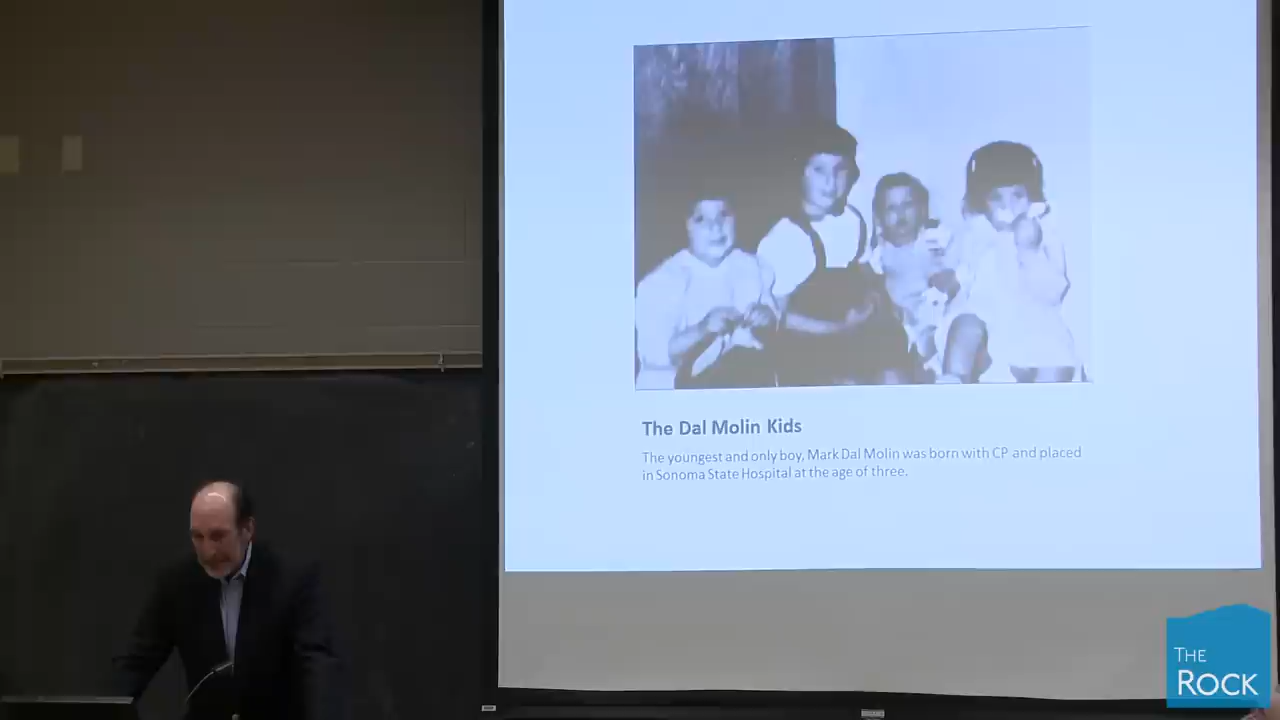 The Dal Molin Kids
The youngest and only boy, Mark Dal Molin was born with CP and placed
in Sonoma State Hospital at the age of three.
THE
ROCK